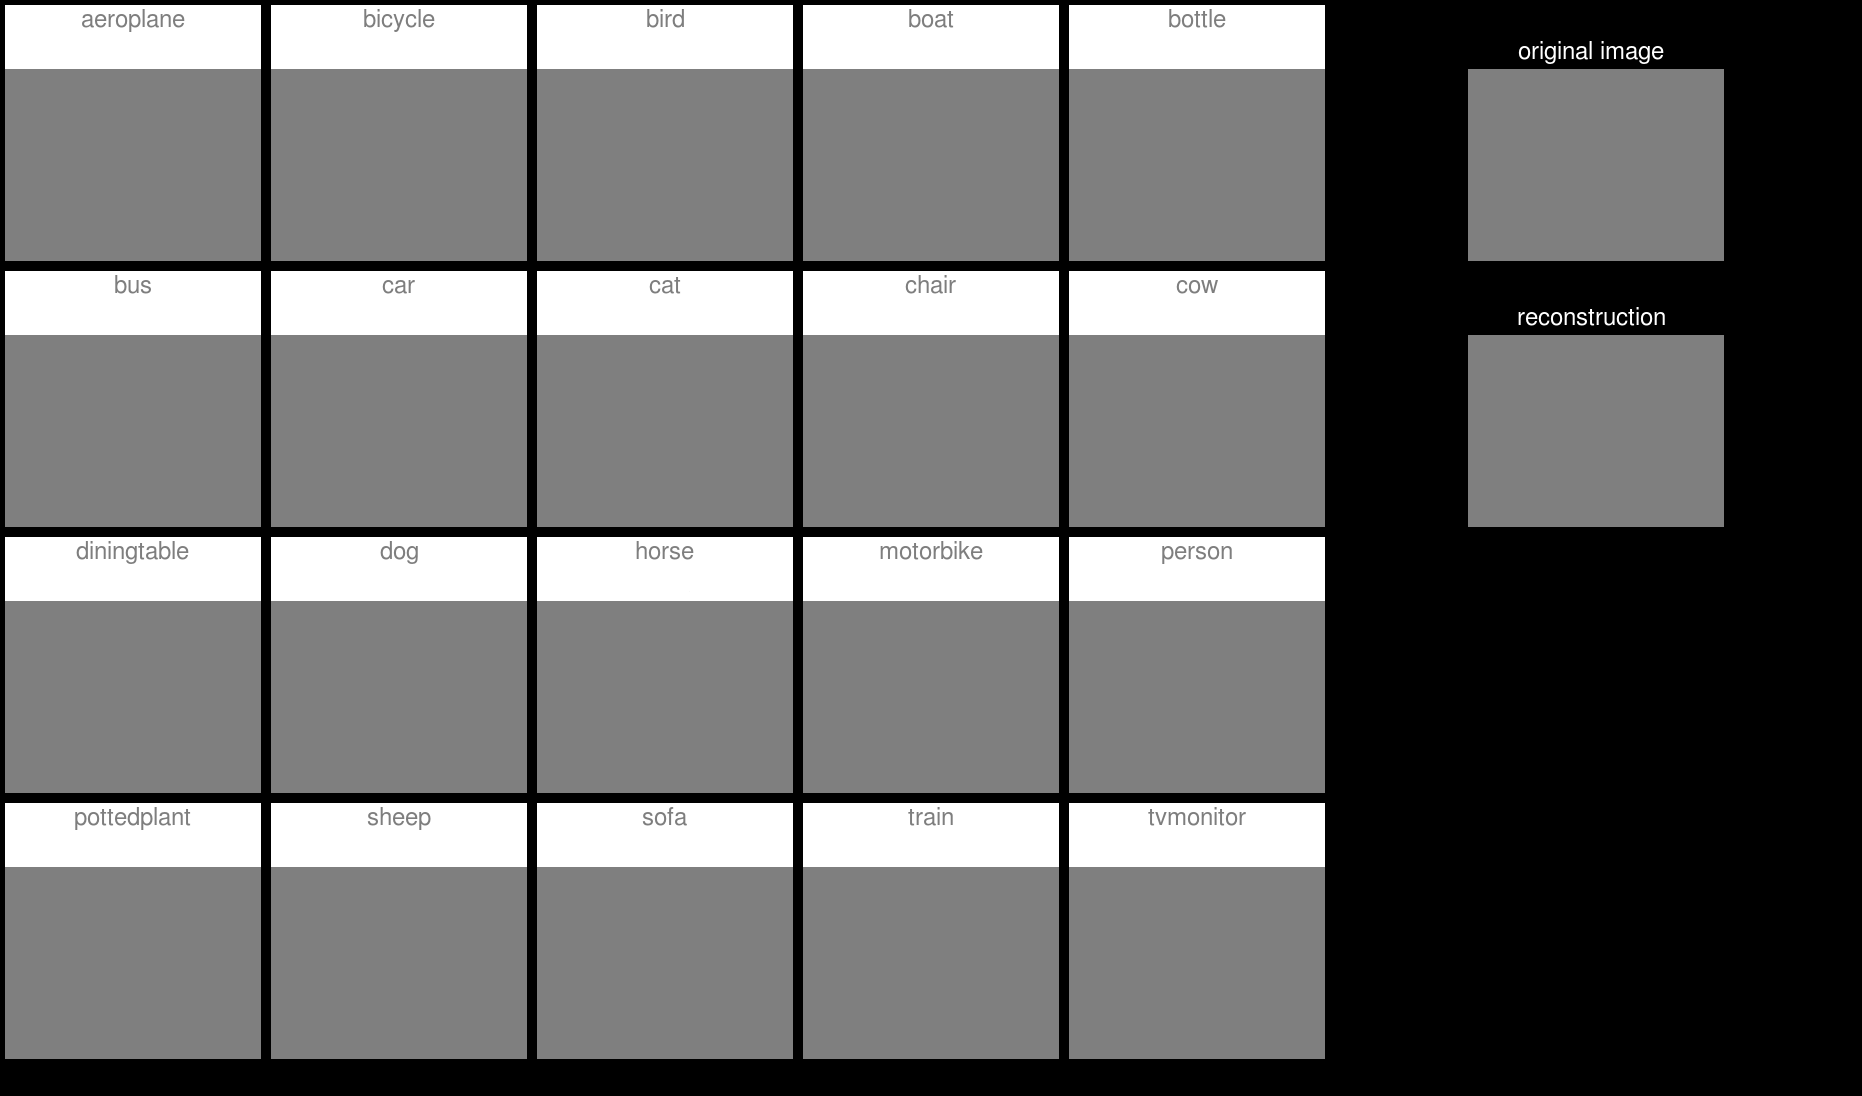 aeroplane
bicycle
bird
boat
bottle
original image
bus
car
cat
chair
cow
reconstruction
diningtable
dog
horse
motorbike
person
pottedplant
sheep
sofa
train
tvmonitor